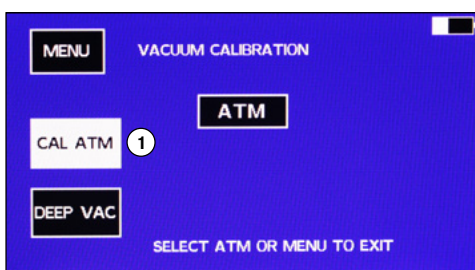 MENU VACUUM CALIBRATION
ATM
CAL ATM 1
DEEP VAC
SELECT ATM OR MENU TO EXIT